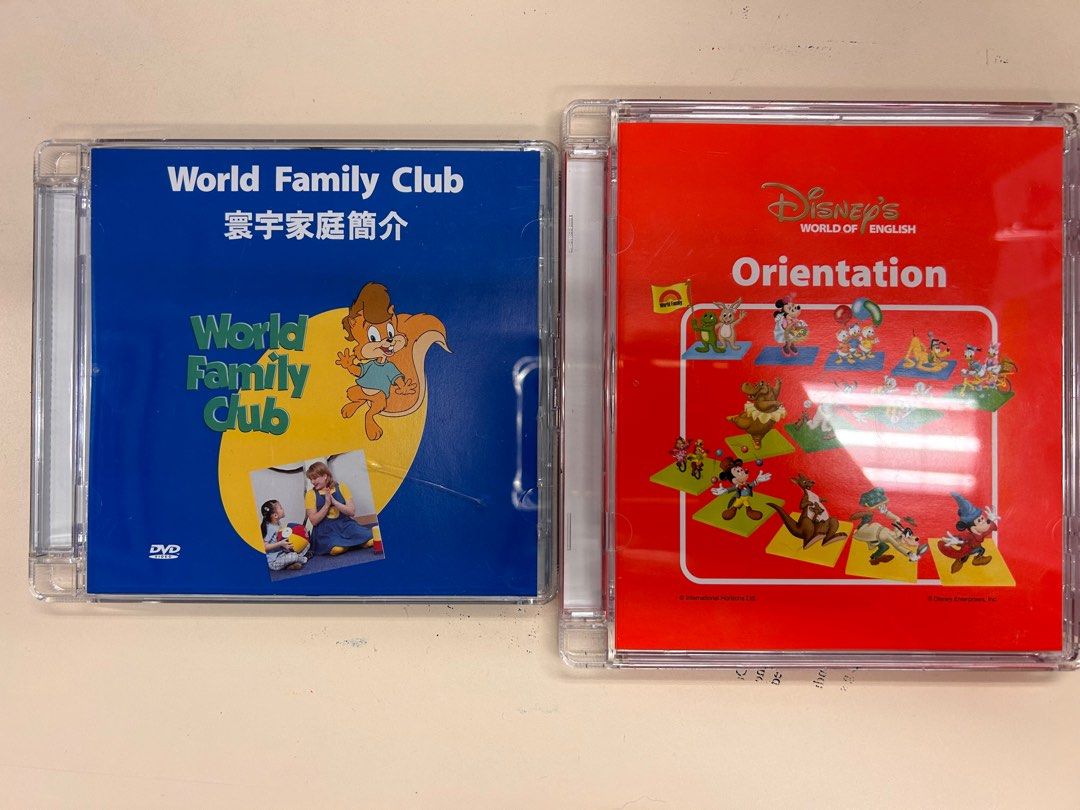 World Family Club
寰宇家庭簡介
World
Family
Club
DVD
VIDEO
Disney's
WORLD OF ENGLISH
Orientation
World Family
© International Horizons Ltd.
© Disney Enterprises, Inc.